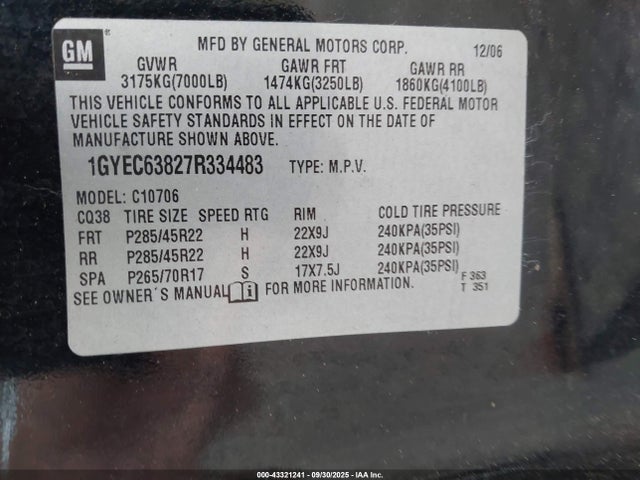 GM
MFD BY GENERAL MOTORS CORP. 12/06
GVWR GAWR FRT GAWR RR
3175KG(7000LB) 1474KG(3250LB) 1860KG(4100LB)
THIS VEHICLE CONFORMS TO ALL APPLICABLE U.S. FEDERAL MOTOR
VEHICLE SAFETY STANDARDS IN EFFECT ON THE DATE OF
MANUFACTURE SHOWN ABOVE.
1GYEC63827R334483 TYPE: M.P.V.
MODEL: C10706
CQ38 TIRE SIZE SPEED RTG RIM COLD TIRE PRESSURE
FRT P285/45R22 H 22X9J 240KPA(35PSI)
RR P285/45R22 H 22X9J 240KPA(35PSI)
SPA P265/70R17 S 17X7.5J 240KPA(35PSI)
SEE OWNER'S MANUAL FOR MORE INFORMATION.
F 363
T 351
000-43321241 - 09/30/2025 - IAA Inc.